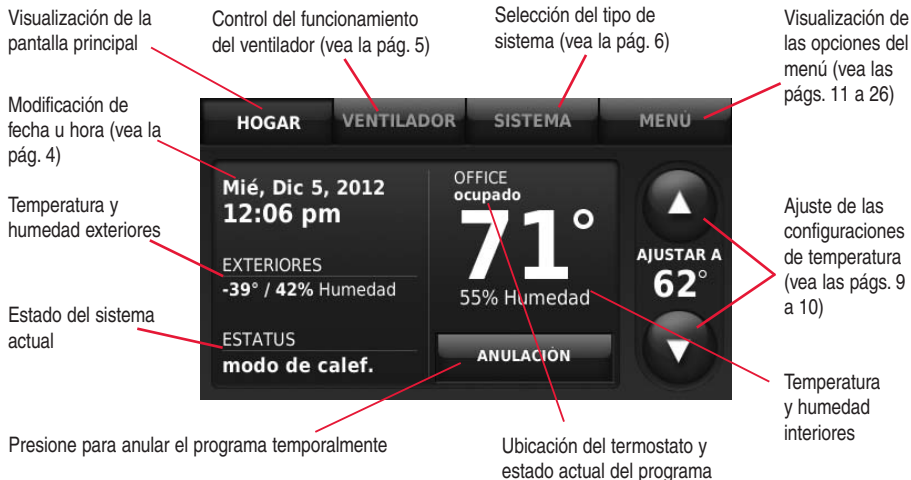 Visualización de la
pantalla principal
Control del funcionamiento
del ventilador (vea la pág. 5)
Selección del tipo de
sistema (vea la pág. 6)
Visualización de
las opciones del
menú (vea las
págs. 11 a 26)
Modificación de
fecha u hora (vea la
pág. 4)
Temperatura y
humedad exteriores
Estado del sistema
actual
HOGAR
VENTILADOR
SISTEMA
MENÚ
Mié, Dic 5, 2012
12:06 pm
EXTERIORES
-39° / 42% Humedad
ESTATUS
modo de calef.
OFFICE
ocupado
71°
55% Humedad
ANULACIÓN
AJUSTAR A
62°
Ajuste de las
configuraciones
de temperatura
(vea las págs. 9
a 10)
Temperatura
y humedad
interiores
Presione para anular el programa temporalmente
Ubicación del termostato y
estado actual del programa